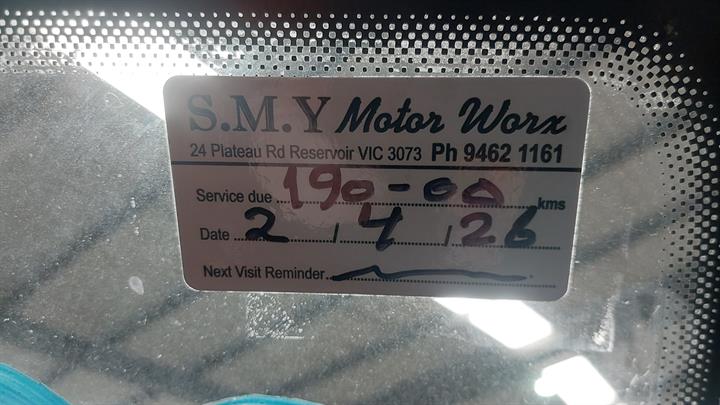 S.M.Y Motor Worx
24 Plateau Rd Reservoir VIC 3073 Ph 9462 1161
Service due 190-00 kms
Date 2 / 4 / 26
Next Visit Reminder